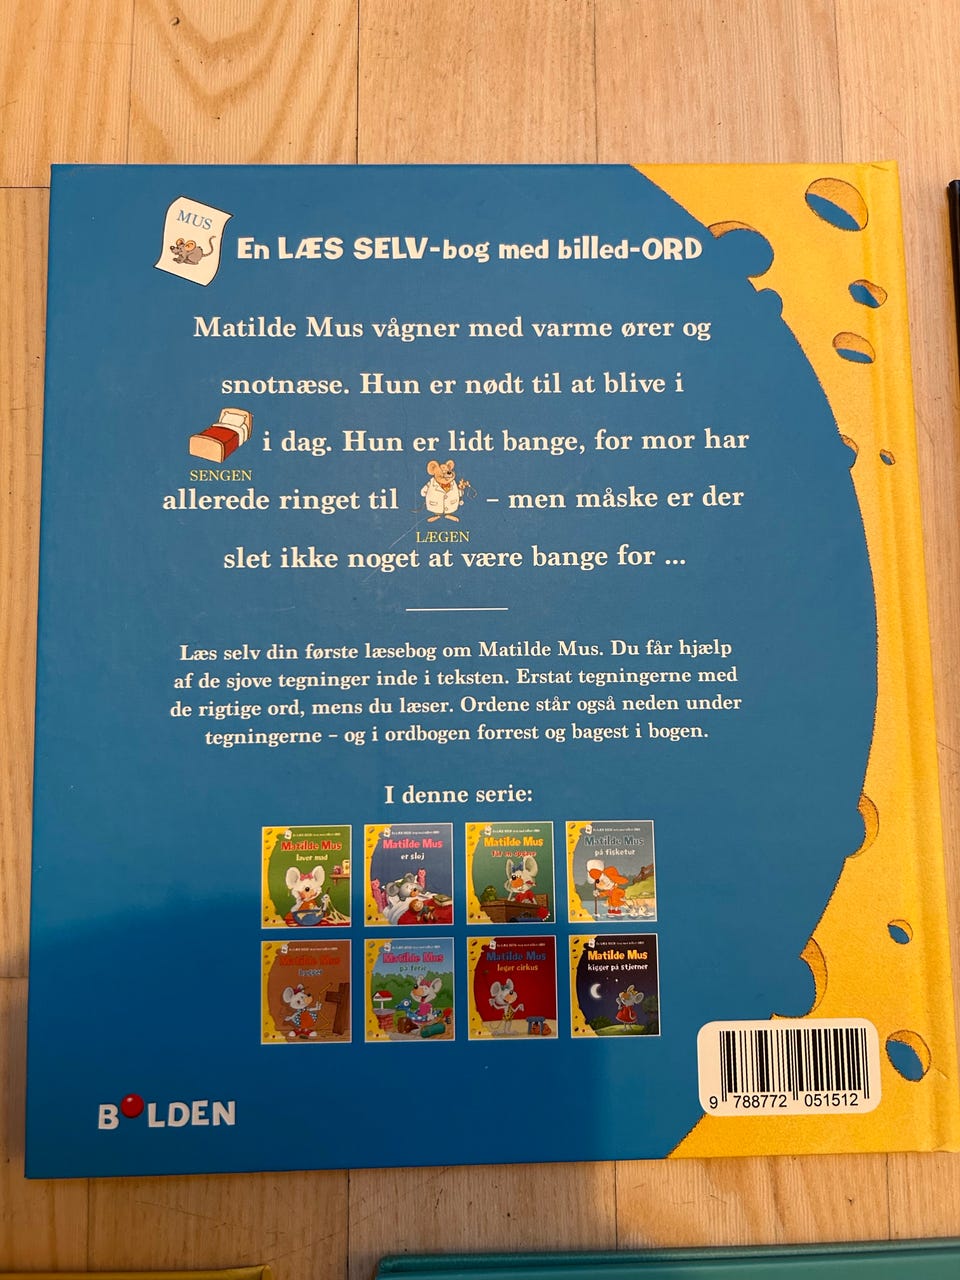 MUS
En LÆS SELV-bog med billed-ORD
Matilde Mus vågner med varme ører og
snotnæse. Hun er nødt til at blive i
i dag. Hun er lidt bange, for mor har
SENGEN
allerede ringet til – men måske er der
LÆGEN
slet ikke noget at være bange for ...
Læs selv din første læsebog om Matilde Mus. Du får hjælp
af de sjove tegninger inde i teksten. Erstat tegningerne med
de rigtige ord, mens du læser. Ordene står også neden under
tegningerne – og i ordbogen forrest og bagest i bogen.
I denne serie:
Matilde Mus
laver mad
Matilde Mus
er sløj
Matilde Mus
får en opgave
Matilde Mus
på fisketur
Matilde Mus
bygger
Matilde Mus
på ferie
Matilde Mus
leger cirkus
Matilde Mus
kigger på stjerner
BOLDEN
9 788772 051512